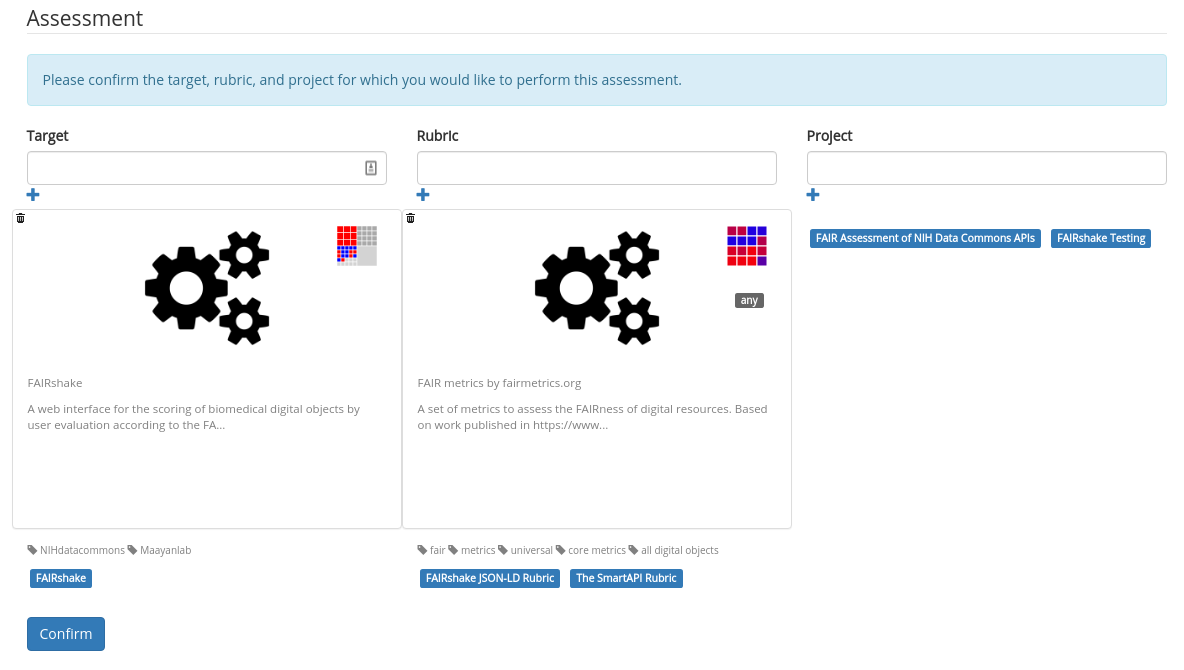 Assessment
Please confirm the target, rubric, and project for which you would like to perform this assessment.
Target
Rubric
Project
FAIR Assessment of NIH Data Commons APIs
FAIRshake Testing
any
FAIRshake
A web interface for the scoring of biomedical digital objects by
user evaluation according to the FA...
FAIR metrics by fairmetrics.org
A set of metrics to assess the FAIRness of digital resources. Based
on work published in https://www...
NIHdatacommons Maayanlab
fair metrics universal core metrics all digital objects
FAIRshake
FAIRshake JSON-LD Rubric
The SmartAPI Rubric
Confirm